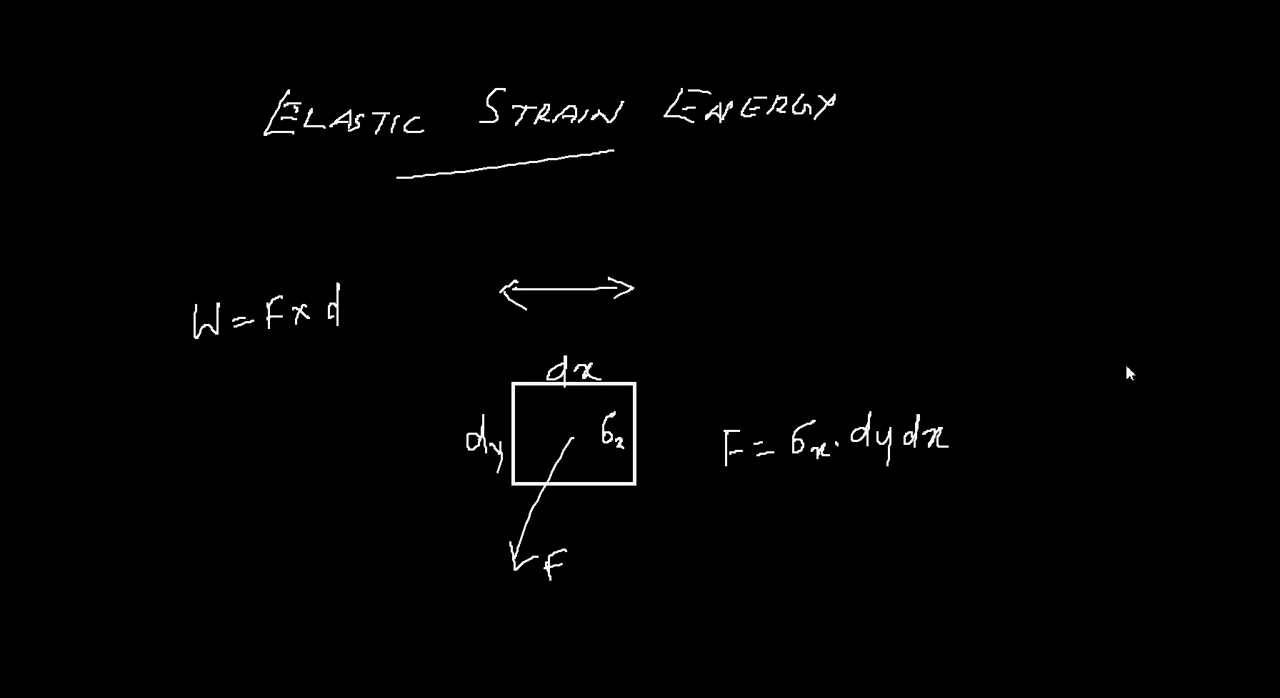 ELASTIC STRAIN ENERGY
W = F x d
dx
dy
σx
F = σx . dy dx
F